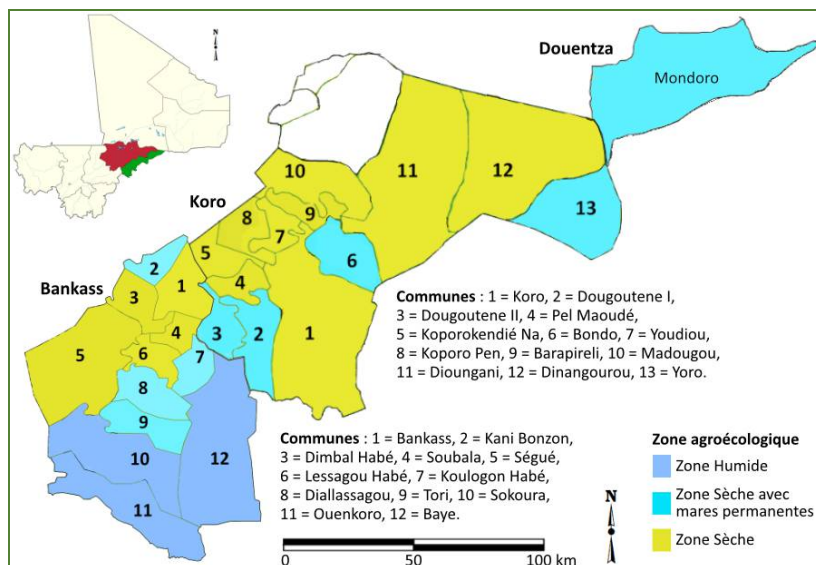 N
Douentza
Mondoro
10
11
12
Koro
9
8
7
13
5
6
2
4
Bankass
1
3
3
2
1
4
5
6
7
8
9
10
12
11
Communes : 1 = Koro, 2 = Dougoutene I,
3 = Dougoutene II, 4 = Pel Maoudé,
5 = Koporokendié Na, 6 = Bondo, 7 = Youdiou,
8 = Koporo Pen, 9 = Barapireli, 10 = Madougou,
11 = Dioungani, 12 = Dinangourou, 13 = Yoro.
Communes : 1 = Bankass, 2 = Kani Bonzon,
3 = Dimbal Habé, 4 = Soubala, 5 = Ségué,
6 = Lessagou Habé, 7 = Koulogon Habé,
8 = Diallassagou, 9 = Tori, 10 = Sokoura,
11 = Ouenkoro, 12 = Baye.
Zone agroécologique
Zone Humide
Zone Sèche avec
mares permanentes
Zone Sèche
N
0 50 100 km